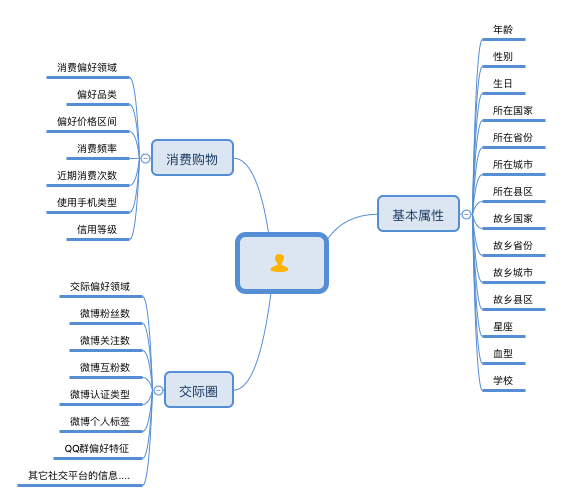 消费购物
消费偏好领域
偏好品类
偏好价格区间
消费频率
近期消费次数
使用手机类型
信用等级
交际圈
交际偏好领域
微博粉丝数
微博关注数
微博互粉数
微博认证类型
微博个人标签
QQ群偏好特征
其它社交平台的信息....
基本属性
年龄
性别
生日
所在国家
所在省份
所在城市
所在县区
故乡国家
故乡省份
故乡城市
故乡县区
星座
血型
学校